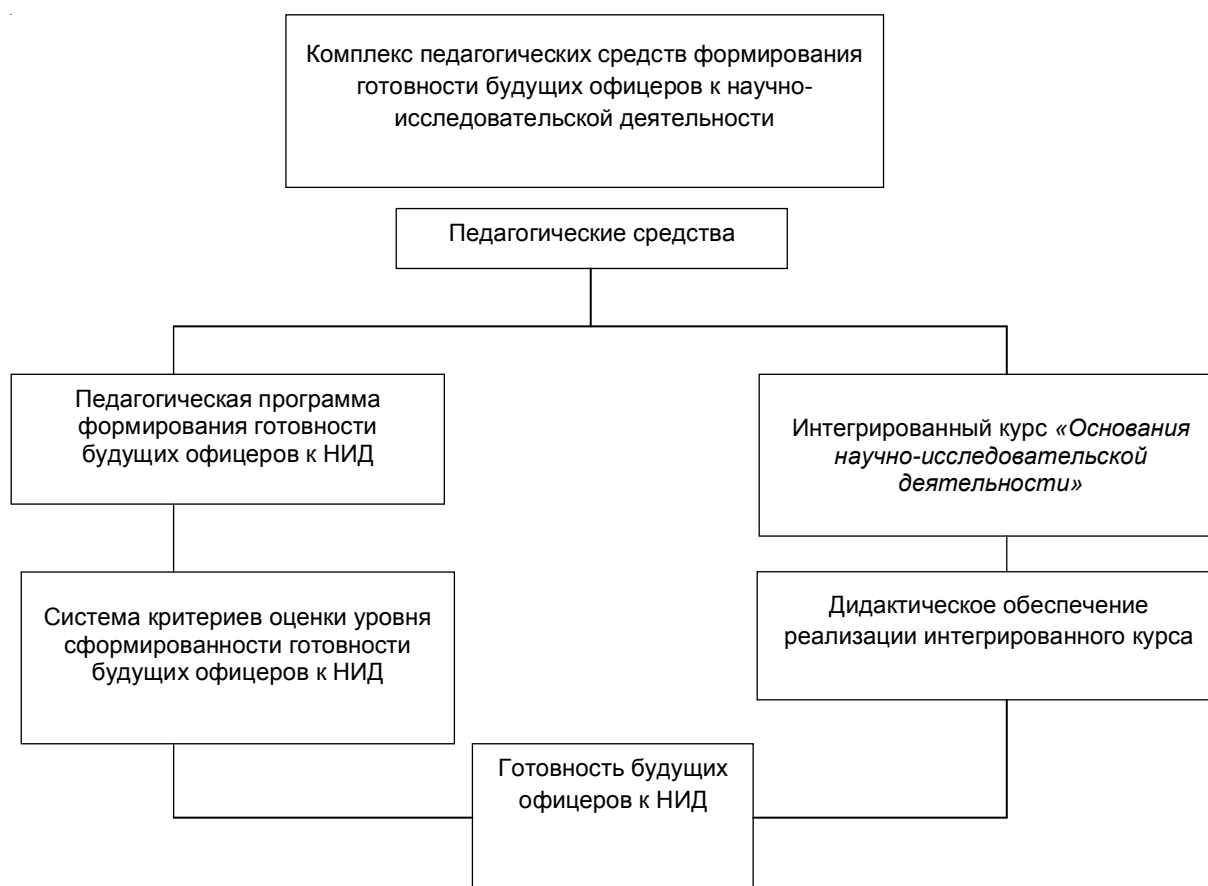 Комплекс педагогических средств формирования
готовности будущих офицеров к научно-
исследовательской деятельности
Педагогические средства
Педагогическая программа
формирования готовности
будущих офицеров к НИД
Интегрированный курс «Основания
научно-исследовательской
деятельности»
Система критериев оценки уровня
сформированности готовности
будущих офицеров к НИД
Дидактическое обеспечение
реализации интегрированного курса
Готовность будущих
офицеров к НИД